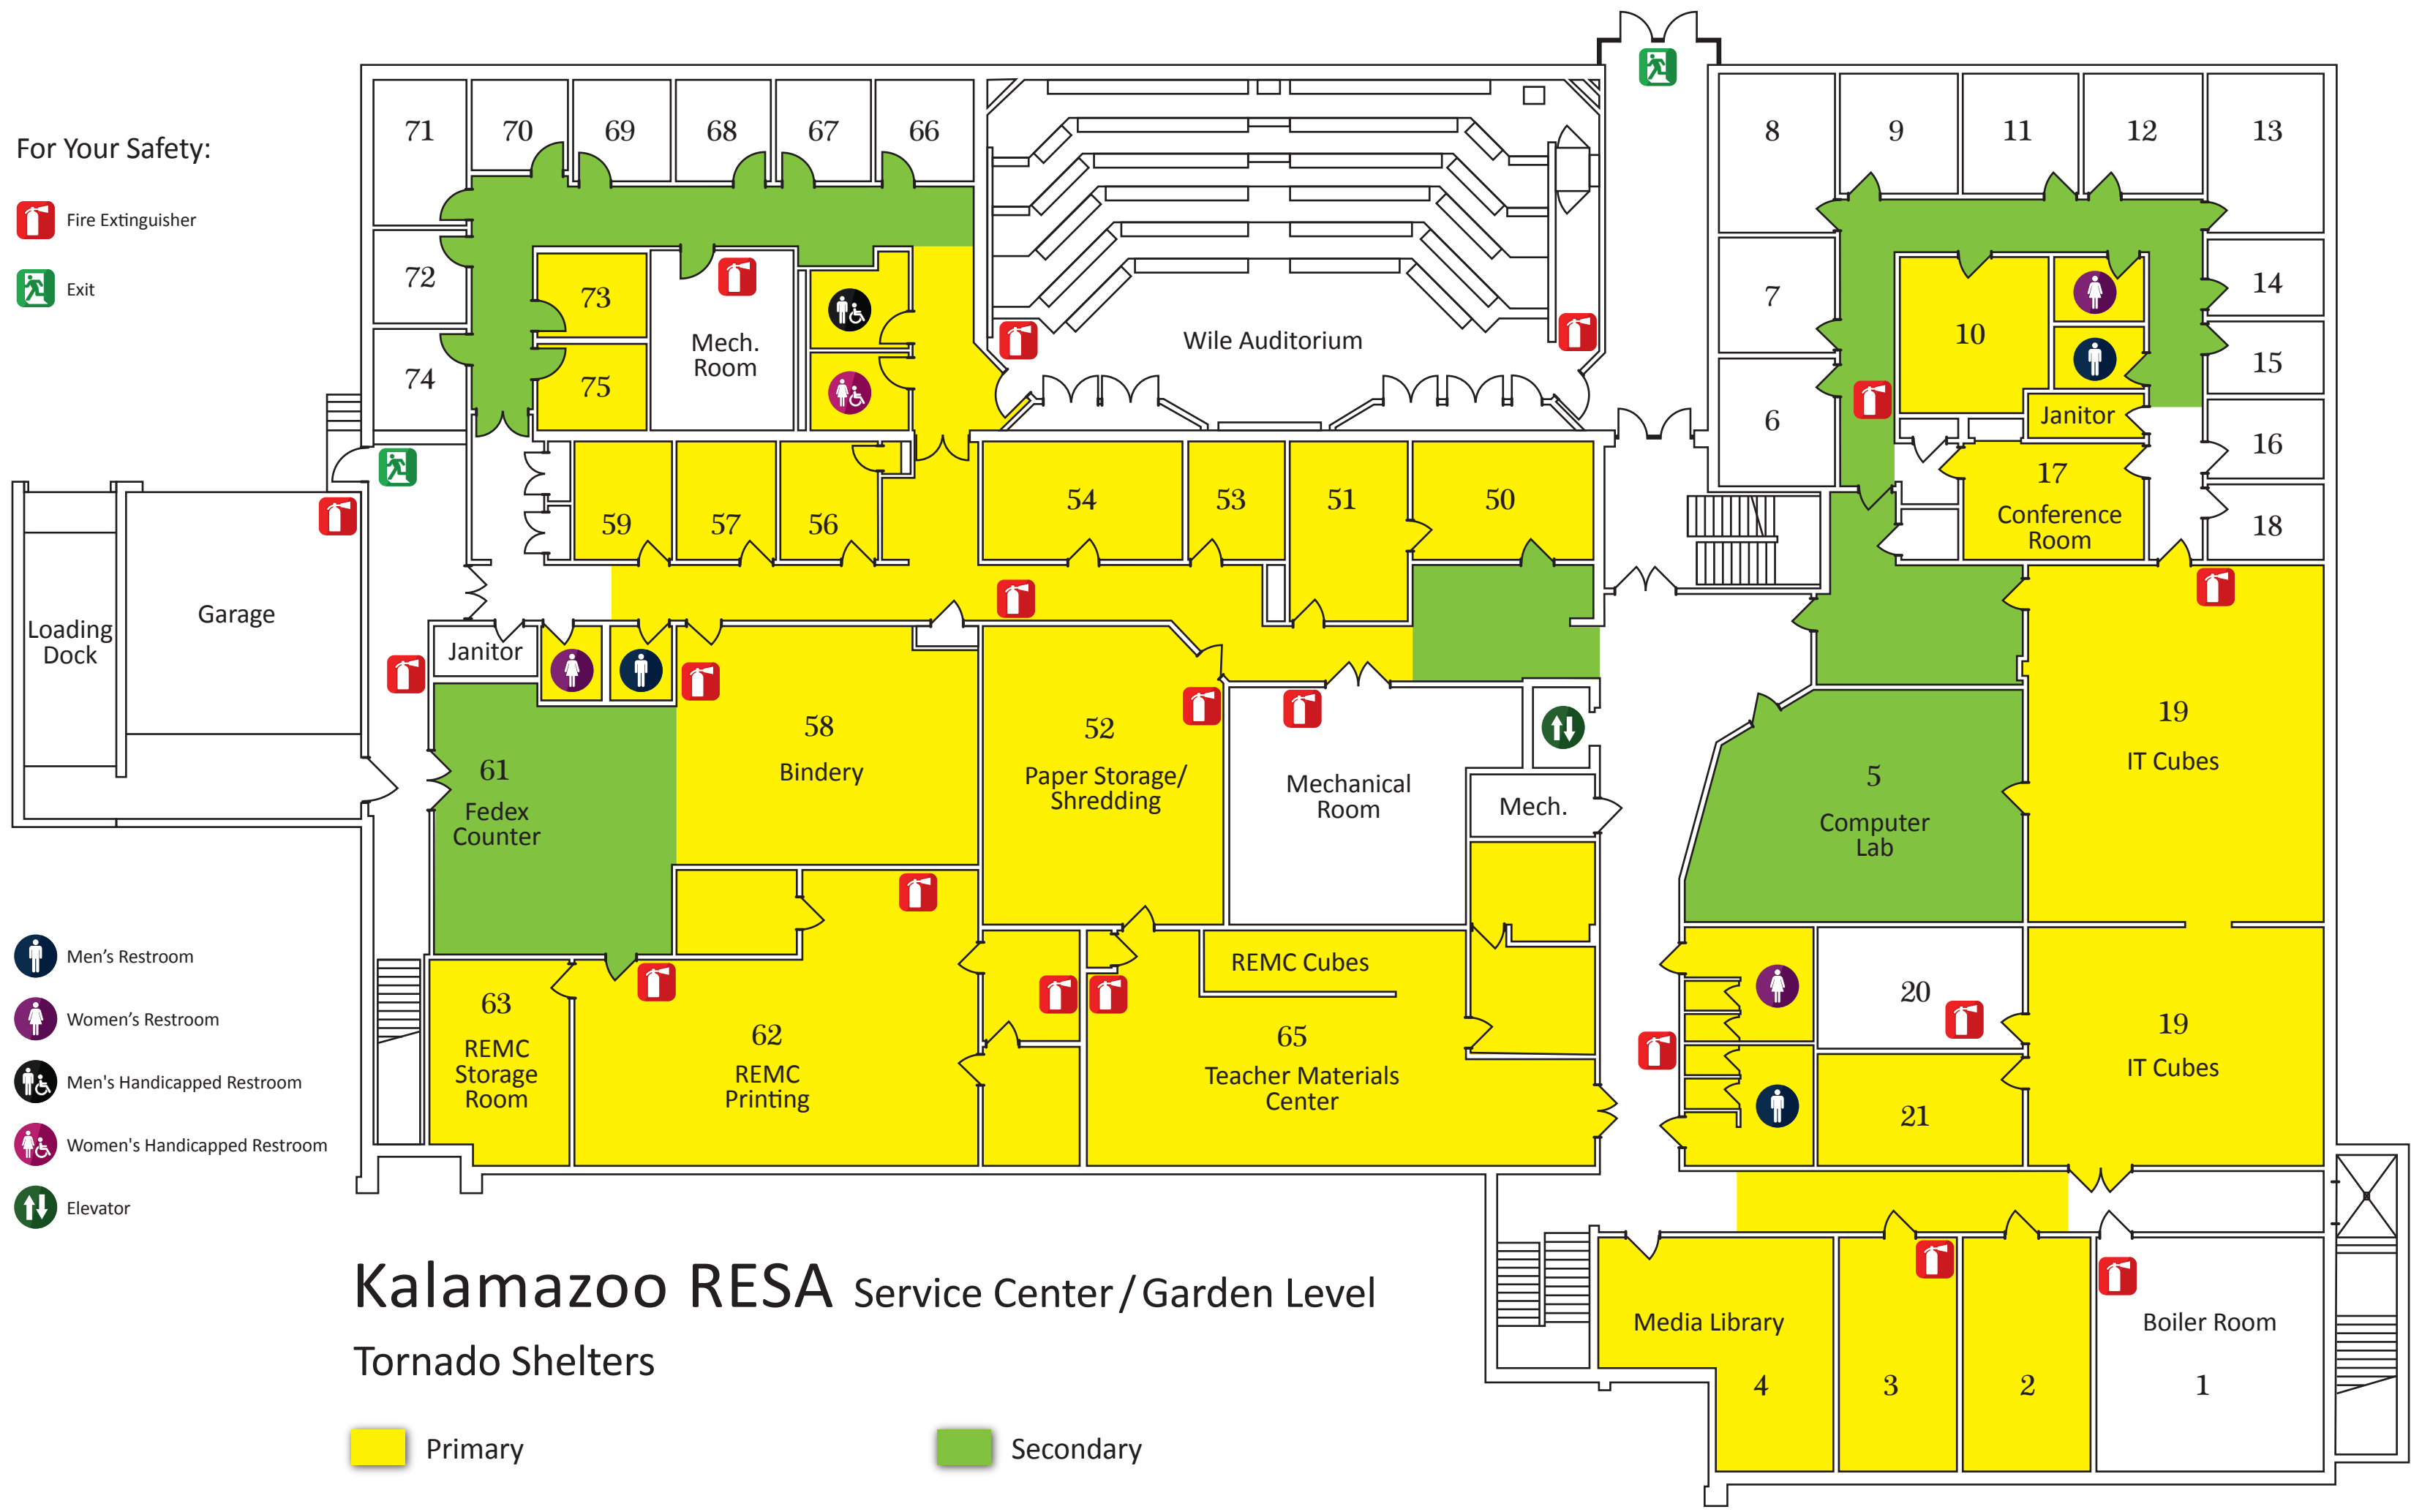 For Your Safety:
Fire Extinguisher
Exit
71
70
69
68
67
66
8
9
11
12
13
72
73
Mech.
Room
Wile Auditorium
7
10
14
74
75
15
6
Janitor
16
59
57
56
54
53
51
50
17
Conference
Room
18
Loading
Dock
Garage
Janitor
61
Fedex
Counter
58
Bindery
52
Paper Storage/
Shredding
Mechanical
Room
Mech.
5
Computer
Lab
19
IT Cubes
Men's Restroom
Women's Restroom
Men's Handicapped Restroom
Women's Handicapped Restroom
Elevator
63
REMC
Storage
Room
62
REMC
Printing
REMC Cubes
65
Teacher Materials
Center
20
21
19
IT Cubes
Media Library
4
3
2
Boiler Room
1
Kalamazoo RESA Service Center/Garden Level
Tornado Shelters
Primary
Secondary